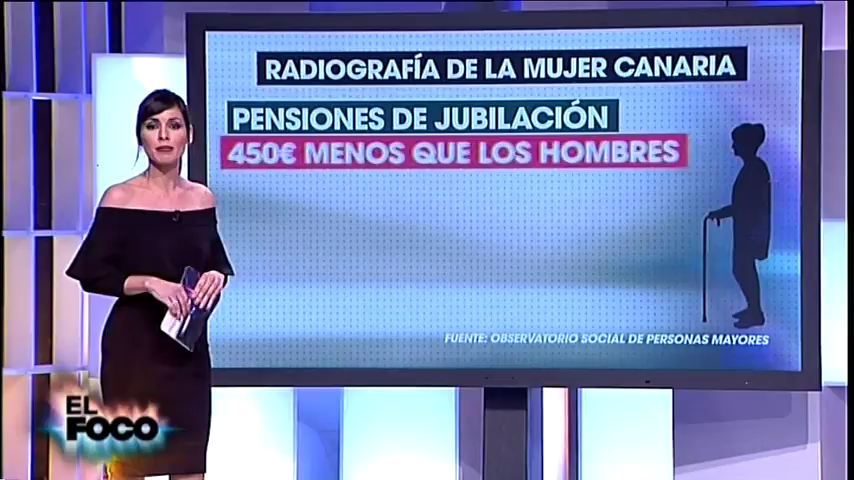 RADIOGRAFÍA DE LA MUJER CANARIA
PENSIONES DE JUBILACIÓN
450€ MENOS QUE LOS HOMBRES
FUENTE: OBSERVATORIO SOCIAL DE PERSONAS MAYORES
EL
FOCO